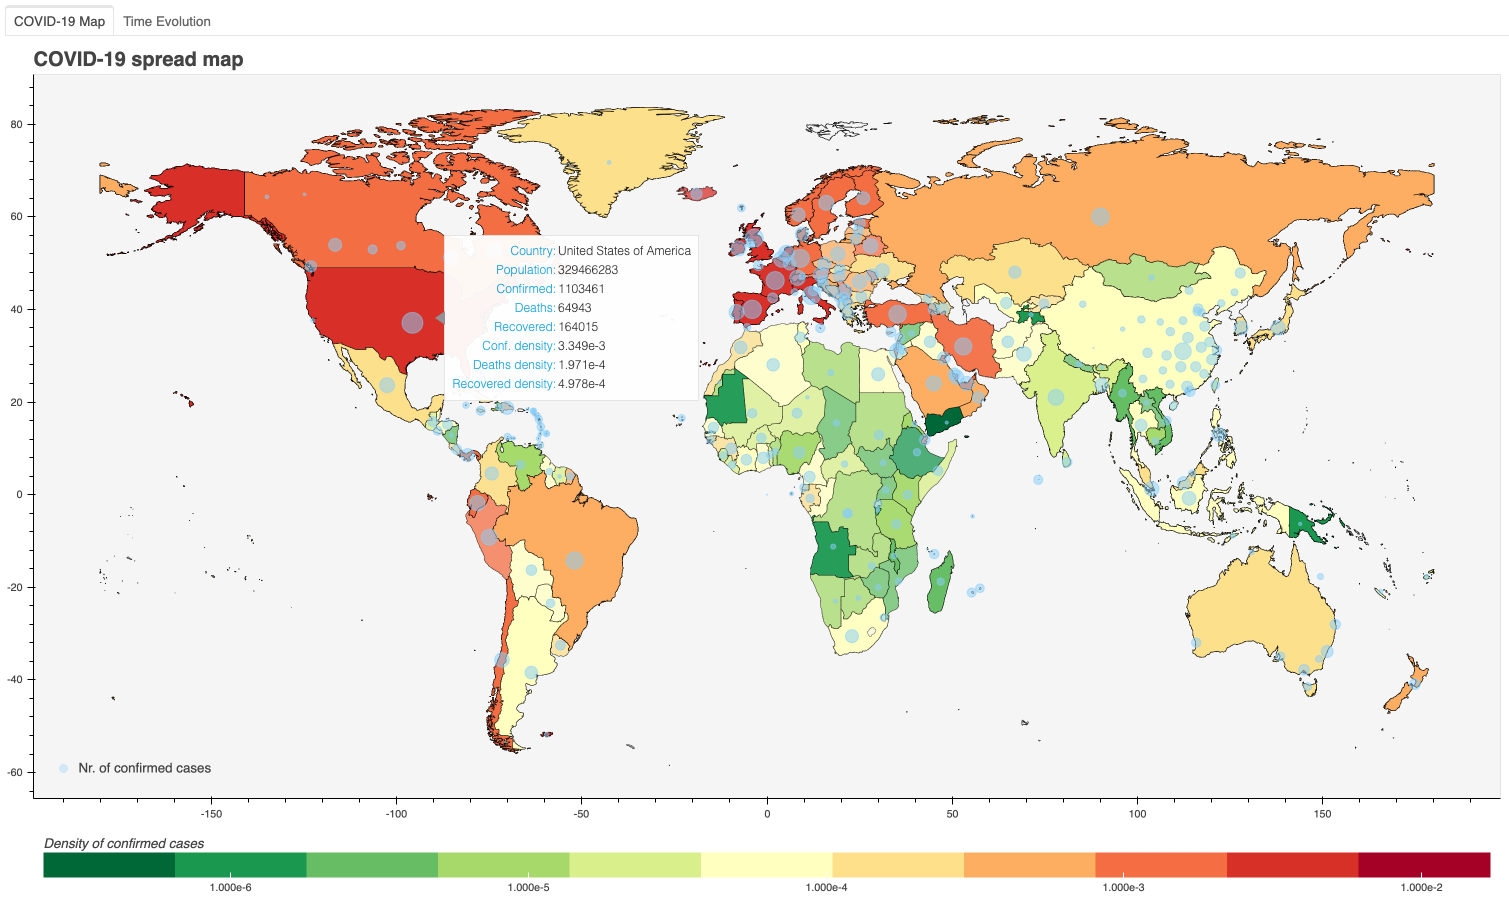 COVID-19 Map
Time Evolution
COVID-19 spread map
Country: United States of America
Population: 329466283
Confirmed: 1103461
Deaths: 64943
Recovered: 164015
Conf. density: 3.349e-3
Deaths density: 1.971e-4
Recovered density: 4.978e-4
80
60
40
20
0
-20
-40
-60
Nr. of confirmed cases
-150
-100
-50
0
50
100
150
Density of confirmed cases
1.000e-6
1.000e-5
1.000e-4
1.000e-3
1.000e-2